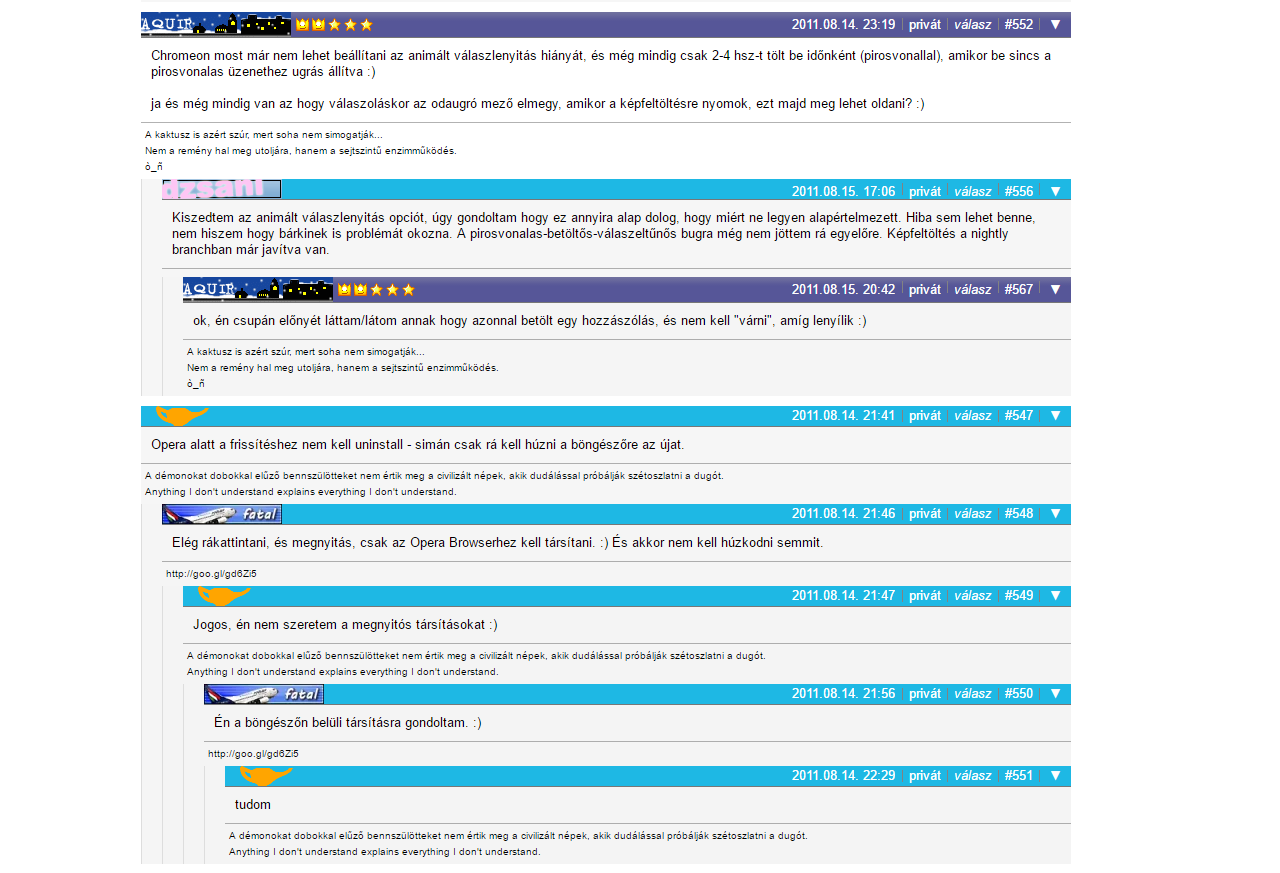 AQUIR 2011.08.14. 23:19 privát válasz #552 ▼
Chromeon most már nem lehet beállítani az animált válaszlenyitás hiányát, és még mindig csak 2-4 hsz-t tölt be időnként (pirosvonallal), amikor be sincs a
pirosvonalas üzenethez ugrás állítva :)
ja és még mindig van az hogy válaszoláskor az odaugró mező elmegy, amikor a képfeltöltésre nyomok, ezt majd meg lehet oldani? :)
A kaktusz is azért szúr, mert soha nem simogatják...
Nem a remény hal meg utoljára, hanem a sejtszintű enzimműködés.
ò_ñ
dzsani 2011.08.15. 17:06 privát válasz #556 ▼
Kiszedtem az animált válaszlenyitás opciót, úgy gondoltam hogy ez annyira alap dolog, hogy miért ne legyen alapértelmezett. Hiba sem lehet benne,
nem hiszem hogy bárkinek is problémát okozna. A pirosvonalas-betöltős-válaszeltűnős bugra még nem jöttem rá egyelőre. Képfeltöltés a nightly
branchban már javítva van.
AQUIR 2011.08.15. 20:42 privát válasz #567 ▼
ok, én csupán előnyét láttam/látom annak hogy azonnal betölt egy hozzászólás, és nem kell "várni", amíg lenyílik :)
A kaktusz is azért szúr, mert soha nem simogatják...
Nem a remény hal meg utoljára, hanem a sejtszintű enzimműködés.
ò_ñ
2011.08.14. 21:41 privát válasz #547 ▼
Opera alatt a frissítéshez nem kell uninstall - simán csak rá kell húzni a böngészőre az újat.
A démonokat dobokkal elűző bennszülötteket nem értik meg a civilizált népek, akik dudálással próbálják szétoszlatni a dugót.
Anything I don't understand explains everything I don't understand.
fatal 2011.08.14. 21:46 privát válasz #548 ▼
Elég rákattintani, és megnyitás, csak az Opera Browserhez kell társítani. :) És akkor nem kell húzkodni semmit.
http://goo.gl/gd6Zi5
2011.08.14. 21:47 privát válasz #549 ▼
Jogos, én nem szeretem a megnyitós társításokat :)
A démonokat dobokkal elűző bennszülötteket nem értik meg a civilizált népek, akik dudálással próbálják szétoszlatni a dugót.
Anything I don't understand explains everything I don't understand.
fatal 2011.08.14. 21:56 privát válasz #550 ▼
Én a böngészőn belüli társításra gondoltam. :)
http://goo.gl/gd6Zi5
2011.08.14. 22:29 privát válasz #551 ▼
tudom
A démonokat dobokkal elűző bennszülötteket nem értik meg a civilizált népek, akik dudálással próbálják szétoszlatni a dugót.
Anything I don't understand explains everything I don't understand.